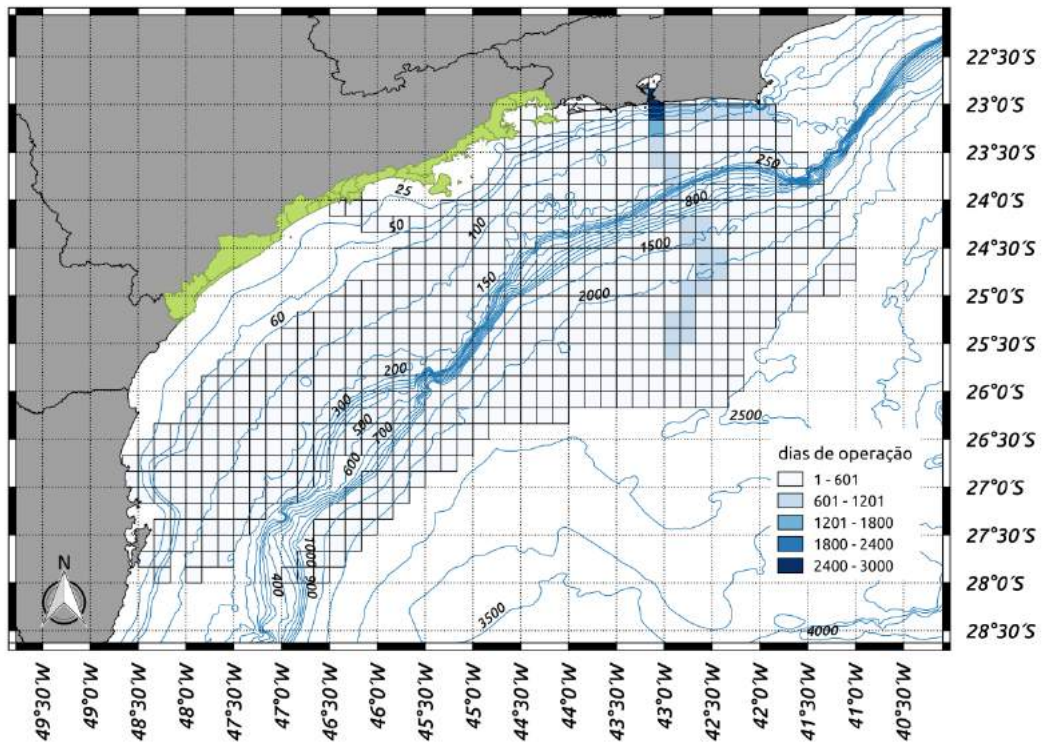 22°30'S
23°0'S
23°30'S
24°0'S
24°30'S
25°0'S
25°30'S
26°0'S
26°30'S
27°0'S
27°30'S
28°0'S
28°30'S
25
50
100
250
800
1500
150
2000
60
200
300
500
700
600
2500
1000
900
400
3500
4000
dias de operação
1 - 601
601 - 1201
1201 - 1800
1800 - 2400
2400 - 3000
N
49°30'W
49°0'W
48°30'W
48°0'W
47°30'W
47°0'W
46°30'W
46°0'W
45°30'W
45°0'W
44°30'W
44°0'W
43°30'W
43°0'W
42°30'W
42°0'W
41°30'W
41°0'W
40°30'W